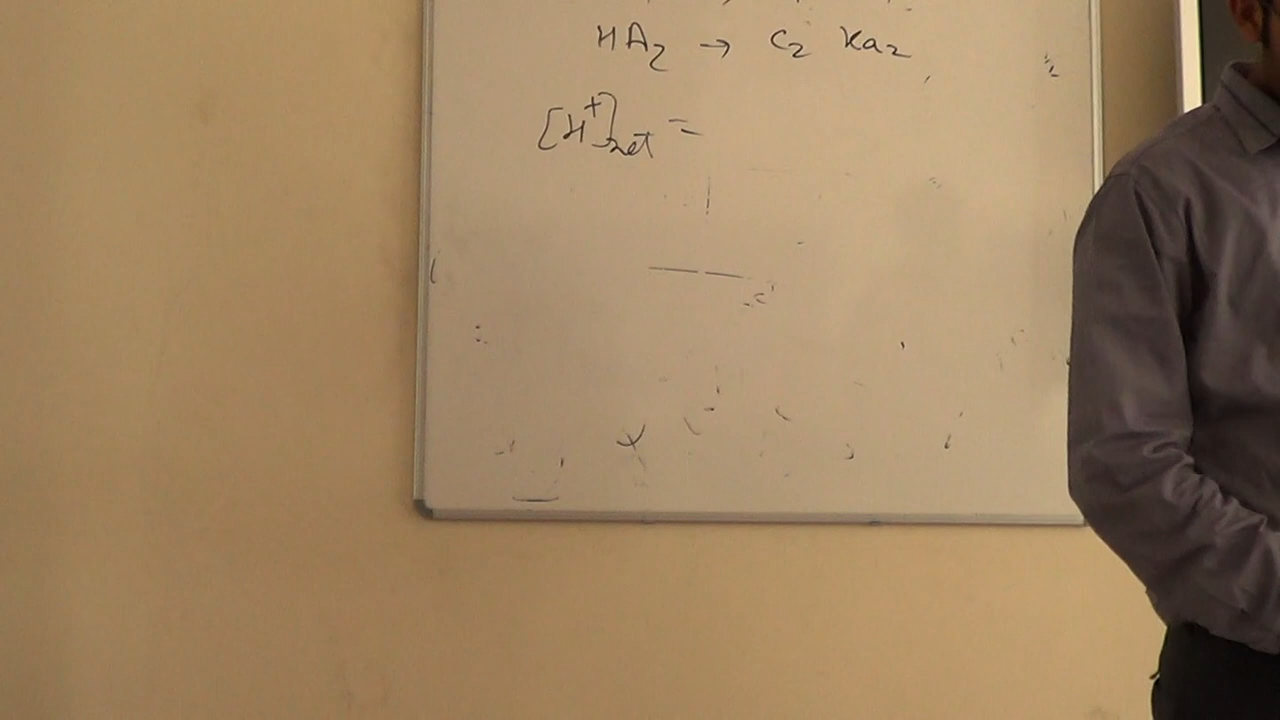 HA₂ → C₂ Ka₂
[H⁺]net =